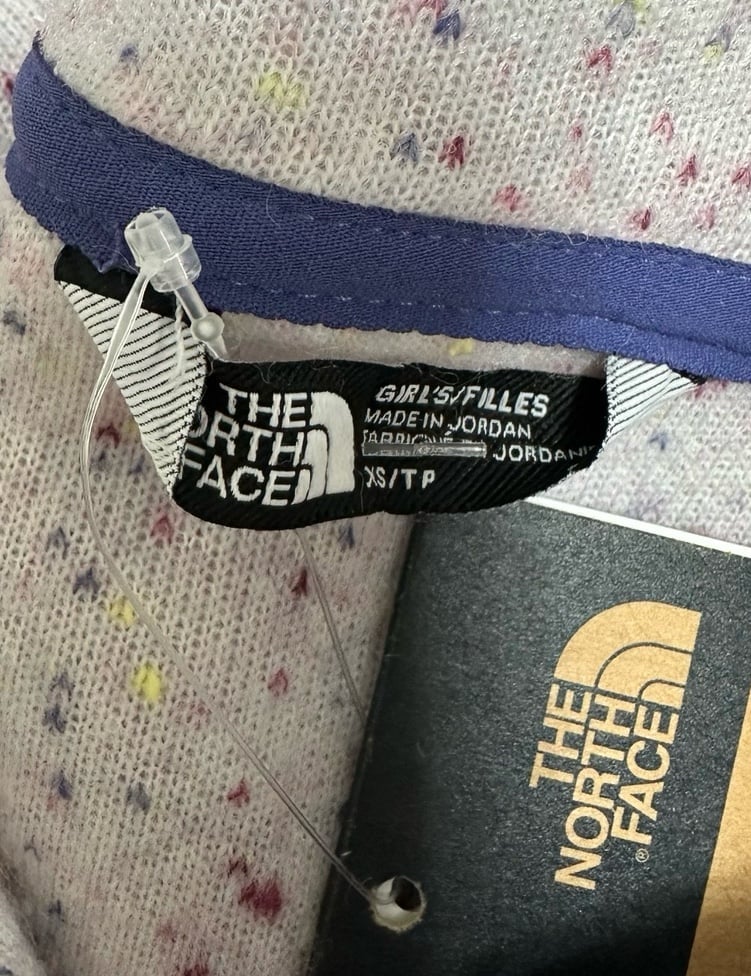 THE
NORTH
FACE
GIRL'S/FILLES
MADE IN JORDAN
JORDANIE
XS/TP
THE
NORTH
FACE®